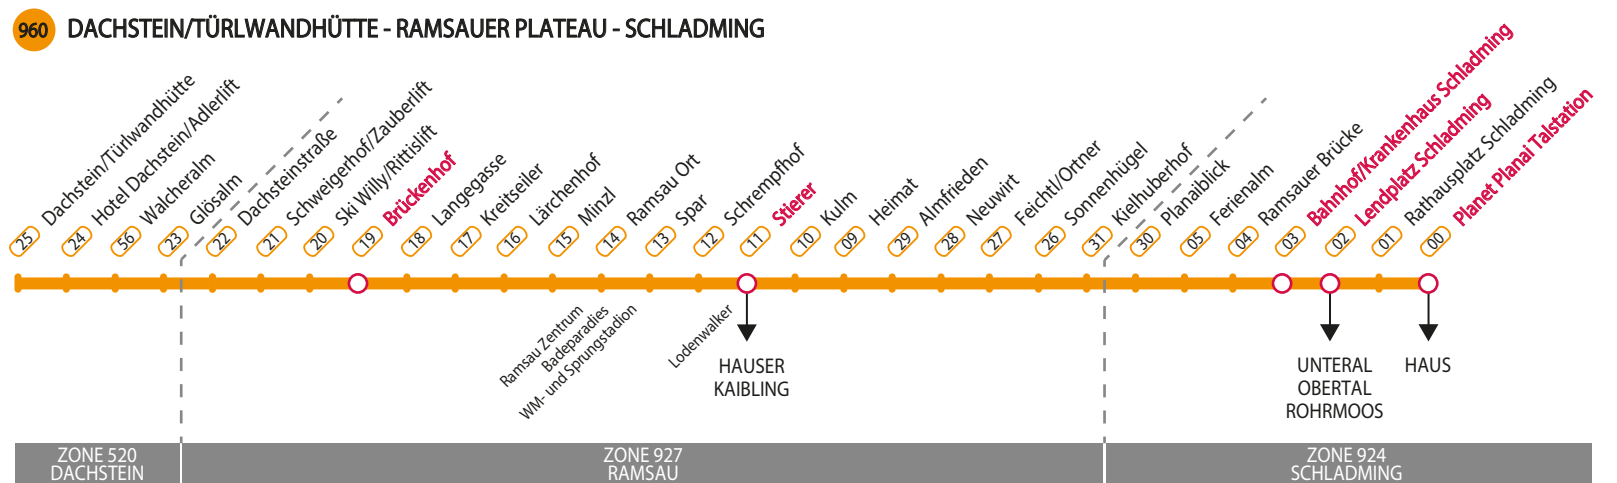 960 DACHSTEIN/TÜRLWANDHÜTTE - RAMSAUER PLATEAU - SCHLADMING
25 Dachstein/Türlwandhütte
24 Hotel Dachstein/Adlerlift
56 Walcheralm
23 Glösalm
22 Dachsteinstraße
21 Schweigerhof/Zauberlift
20 Ski Willy/Rittislift
19 Brückenhof
18 Langegasse
17 Kreitseiler
16 Lärchenhof
15 Minzl
14 Ramsau Ort
13 Spar
12 Schrempfhof
11 Stierer
10 Kulm
09 Heimat
29 Almfrieden
28 Neuwirt
27 Feichtl/Ortner
26 Sonnenhügel
31 Kielhuberhof
30 Planaiblick
05 Ferienalm
04 Ramsauer Brücke
03 Bahnhof/Krankenhaus Schladming
02 Lendplatz Schladming
01 Rathausplatz Schladming
00 Planet Planai Talstation
Ramsau Zentrum
Badeparadies
WM- und Sprungstadion
Lodenwalker
HAUSER
KAIBLING
UNTERAL
OBERTAL
ROHRMOOS
HAUS
ZONE 520
DACHSTEIN
ZONE 927
RAMSAU
ZONE 924
SCHLADMING